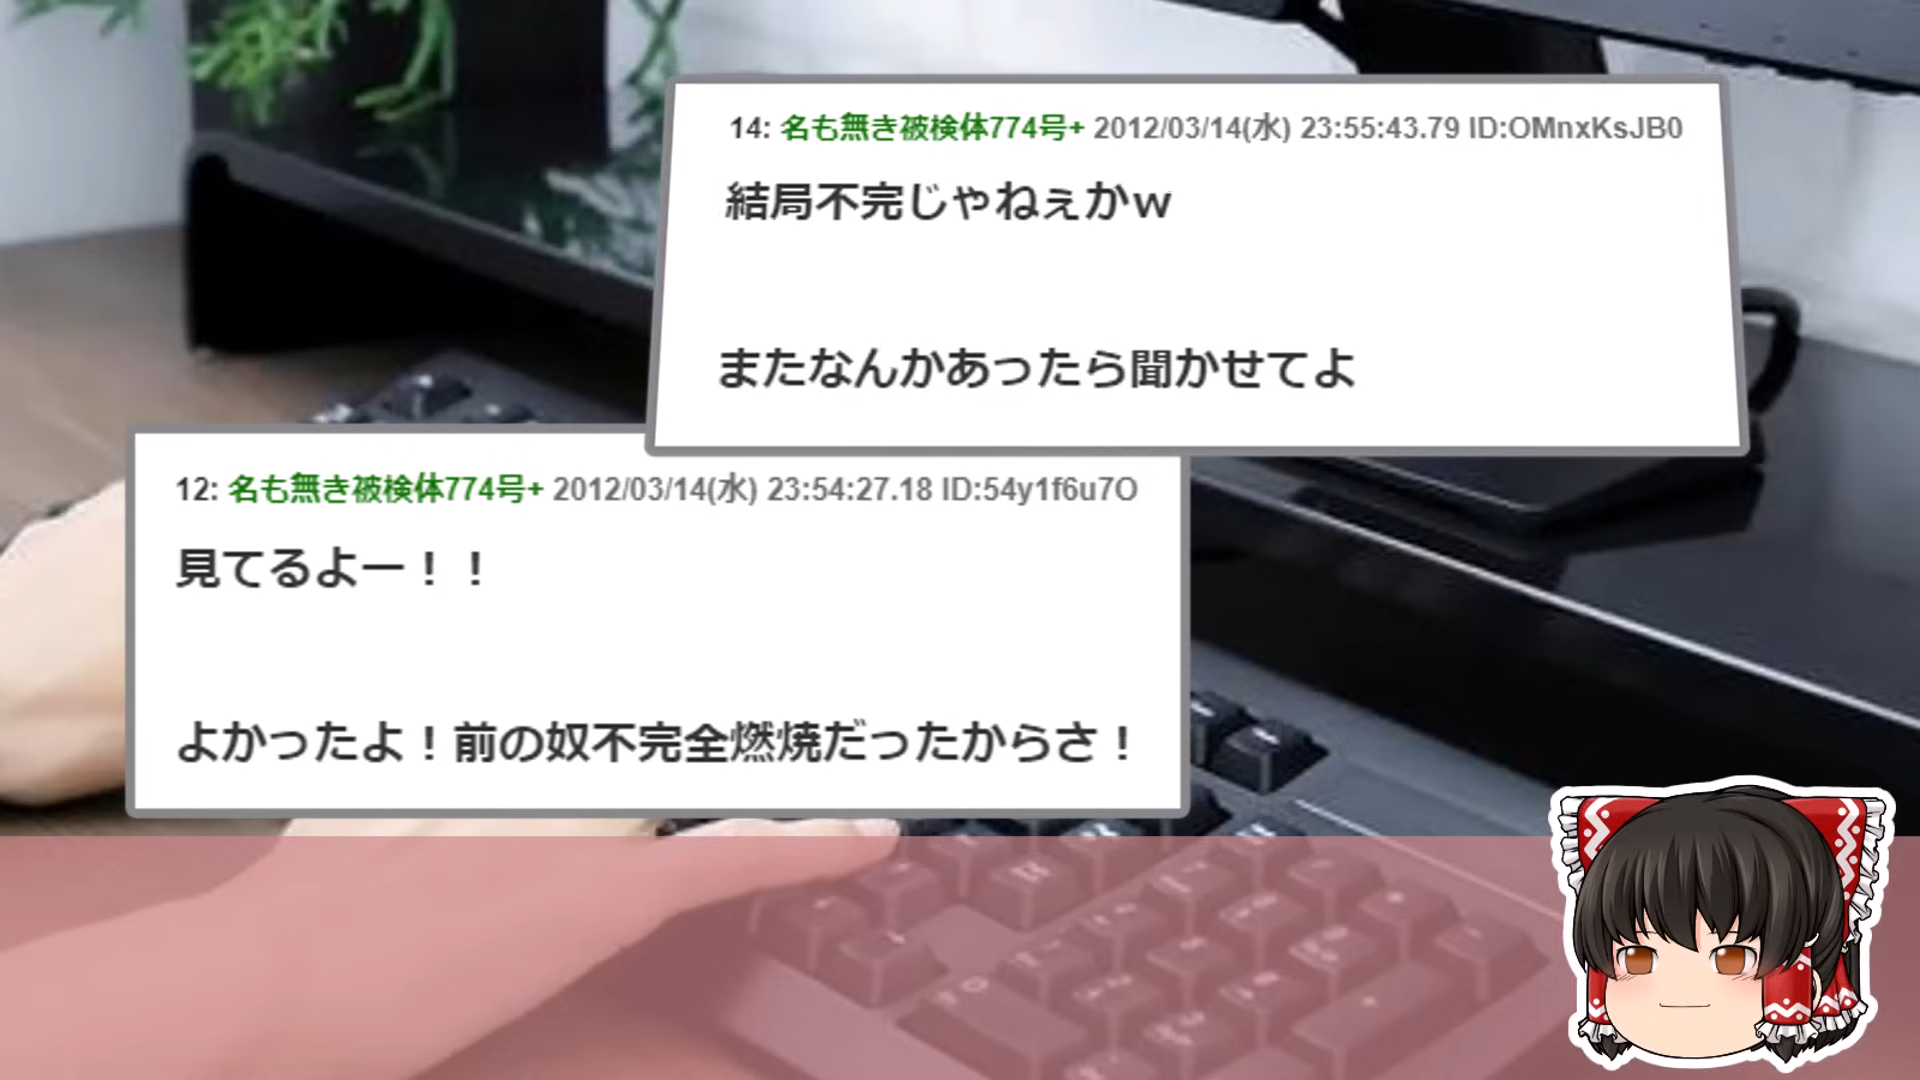 14: 名も無き被検体774号+ 2012/03/14(水) 23:55:43.79 ID:OMnxKsJB0
結局不完じゃねぇかｗ
またなんかあったら聞かせてよ
12: 名も無き被検体774号+ 2012/03/14(水) 23:54:27.18 ID:54y1f6u7O
見てるよー！！
よかったよ！前の奴不完全燃焼だったからさ！